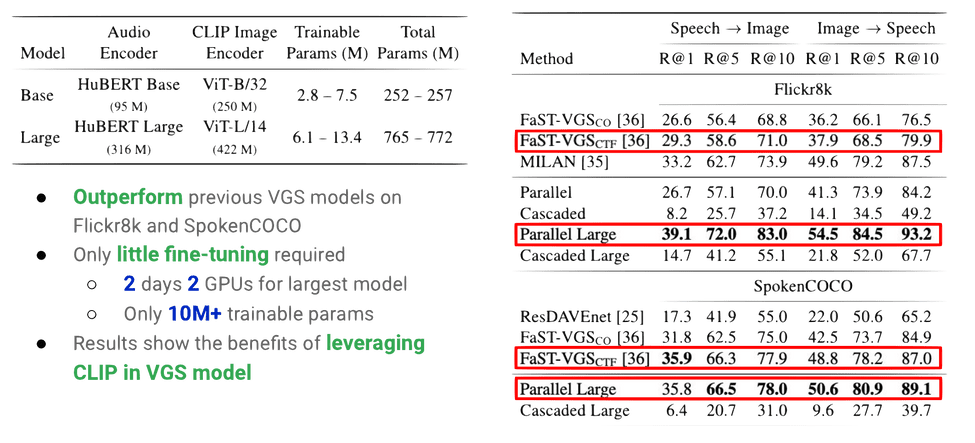 Model Audio Encoder CLIP Image Encoder Trainable Params (M) Total Params (M)
Base HuBERT Base (95 M) ViT-B/32 (250 M) 2.8 – 7.5 252 – 257
Large HuBERT Large (316 M) ViT-L/14 (422 M) 6.1 – 13.4 765 – 772
● Outperform previous VGS models on
Flickr8k and SpokenCOCO
● Only little fine-tuning required
○ 2 days 2 GPUs for largest model
○ Only 10M+ trainable params
● Results show the benefits of leveraging
CLIP in VGS model
Speech → Image Image → Speech
Method R@1 R@5 R@10 R@1 R@5 R@10
Flickr8k
FaST-VGSCO [36] 26.6 56.4 68.8 36.2 66.1 76.5
FaST-VGSCTF [36] 29.3 58.6 71.0 37.9 68.5 79.9
MILAN [35] 33.2 62.7 73.9 49.6 79.2 87.5
Parallel 26.7 57.1 70.0 41.3 73.9 84.2
Cascaded 8.2 25.7 37.2 14.1 34.5 49.2
Parallel Large 39.1 72.0 83.0 54.5 84.5 93.2
Cascaded Large 14.7 41.2 55.1 21.8 52.0 67.7
SpokenCOCO
ResDAVEnet [25] 17.3 41.9 55.0 22.0 50.6 65.2
FaST-VGSCO [36] 31.8 62.5 75.0 42.5 73.7 84.9
FaST-VGSCTF [36] 35.9 66.3 77.9 48.8 78.2 87.0
Parallel Large 35.8 66.5 78.0 50.6 80.9 89.1
Cascaded Large 6.4 20.7 31.0 9.6 27.7 39.7